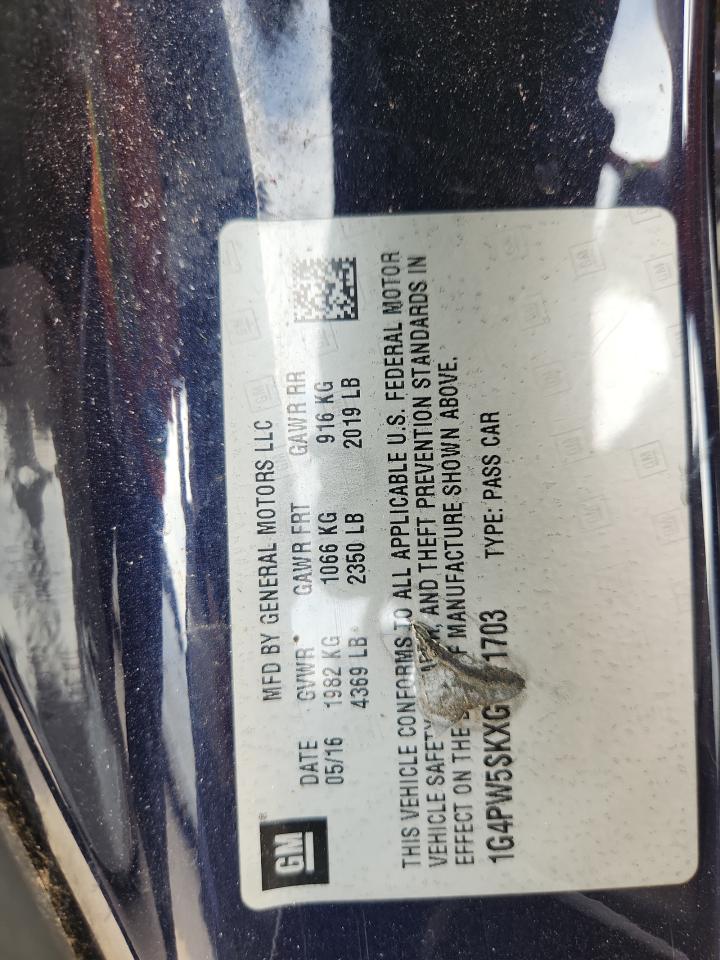 GM®
MFD BY GENERAL MOTORS LLC
DATE GVWR GAWR FRT GAWR RR
05/16 1982 KG 1066 KG 916 KG
4369 LB 2350 LB 2019 LB
THIS VEHICLE CONFORMS TO ALL APPLICABLE U.S. FEDERAL MOTOR
VEHICLE SAFETY AND THEFT PREVENTION STANDARDS IN
EFFECT ON THE MANUFACTURE SHOWN ABOVE.
1G4PW5SKXG 1703 TYPE: PASS CAR